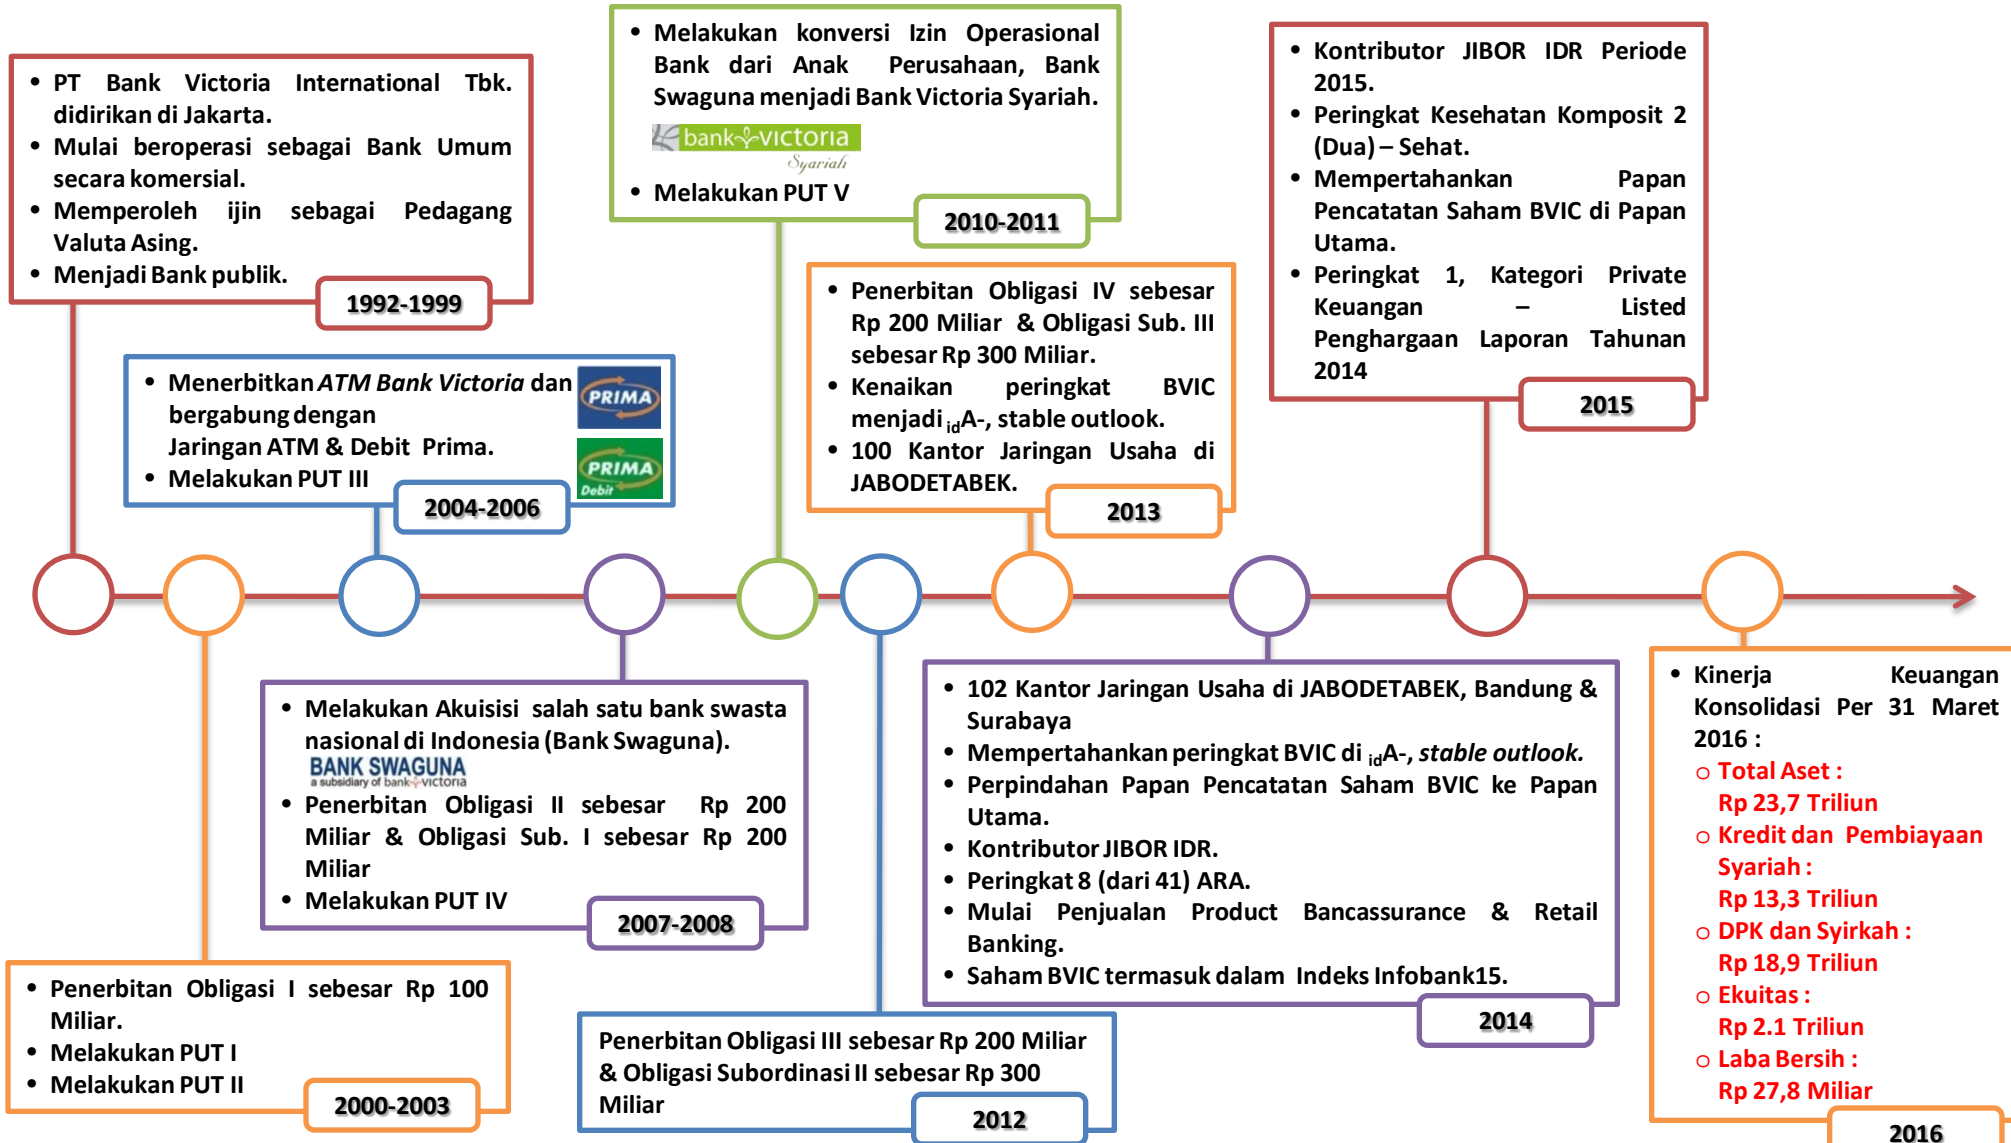 • PT Bank Victoria International Tbk.
didirikan di Jakarta.
• Mulai beroperasi sebagai Bank Umum
secara komersial.
• Memperoleh ijin sebagai Pedagang
Valuta Asing.
• Menjadi Bank publik.
1992-1999
• Penerbitan Obligasi I sebesar Rp 100
Miliar.
• Melakukan PUT I
• Melakukan PUT II
2000-2003
• Menerbitkan ATM Bank Victoria dan
bergabung dengan
Jaringan ATM & Debit Prima.
• Melakukan PUT III
PRIMA
PRIMA
Debit
2004-2006
• Melakukan Akuisisi salah satu bank swasta
nasional di Indonesia (Bank Swaguna).
BANK SWAGUNA
a subsidiary of bank victoria
• Penerbitan Obligasi II sebesar Rp 200
Miliar & Obligasi Sub. I sebesar Rp 200
Miliar
• Melakukan PUT IV
2007-2008
• Melakukan konversi Izin Operasional
Bank dari Anak Perusahaan, Bank
Swaguna menjadi Bank Victoria Syariah.
bank victoria
Syariah
• Melakukan PUT V
2010-2011
Penerbitan Obligasi III sebesar Rp 200 Miliar
& Obligasi Subordinasi II sebesar Rp 300
Miliar
2012
• Penerbitan Obligasi IV sebesar
Rp 200 Miliar & Obligasi Sub. III
sebesar Rp 300 Miliar.
• Kenaikan peringkat BVIC
menjadi idA-, stable outlook.
• 100 Kantor Jaringan Usaha di
JABODETABEK.
2013
• 102 Kantor Jaringan Usaha di JABODETABEK, Bandung &
Surabaya
• Mempertahankan peringkat BVIC di idA-, stable outlook.
• Perpindahan Papan Pencatatan Saham BVIC ke Papan
Utama.
• Kontributor JIBOR IDR.
• Peringkat 8 (dari 41) ARA.
• Mulai Penjualan Product Bancassurance & Retail
Banking.
• Saham BVIC termasuk dalam Indeks Infobank15.
2014
• Kontributor JIBOR IDR Periode
2015.
• Peringkat Kesehatan Komposit 2
(Dua) – Sehat.
• Mempertahankan Papan
Pencatatan Saham BVIC di Papan
Utama.
• Peringkat 1, Kategori Private
Keuangan – Listed
Penghargaan Laporan Tahunan
2014
2015
• Kinerja Keuangan
Konsolidasi Per 31 Maret
2016 :
o Total Aset :
Rp 23,7 Triliun
o Kredit dan Pembiayaan
Syariah :
Rp 13,3 Triliun
o DPK dan Syirkah :
Rp 18,9 Triliun
o Ekuitas :
Rp 2.1 Triliun
o Laba Bersih :
Rp 27,8 Miliar
2016